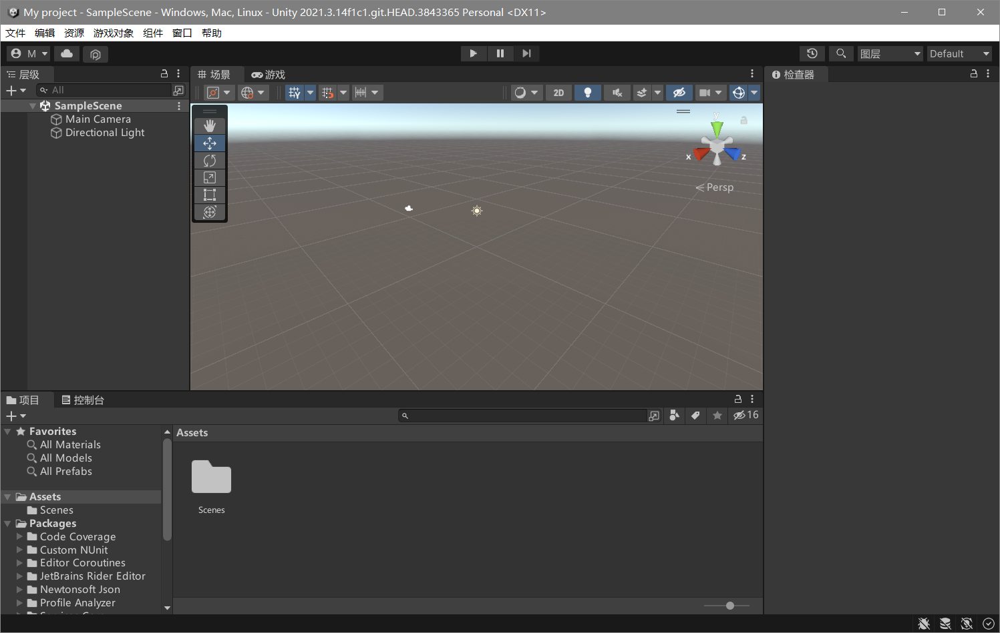 My project - SampleScene - Windows, Mac, Linux - Unity 2021.3.14f1c1.git.HEAD.3843365 Personal <DX11>
文件 编辑 资源 游戏对象 组件 窗口 帮助
M 图层 Default
层级
All
SampleScene
Main Camera
Directional Light
场景 游戏
2D
y
x z
Persp
检查器
项目 控制台
16
Favorites
All Materials
All Models
All Prefabs
Assets
Scenes
Packages
Code Coverage
Custom NUnit
Editor Coroutines
JetBrains Rider Editor
Newtonsoft Json
Profile Analyzer
Assets
Scenes